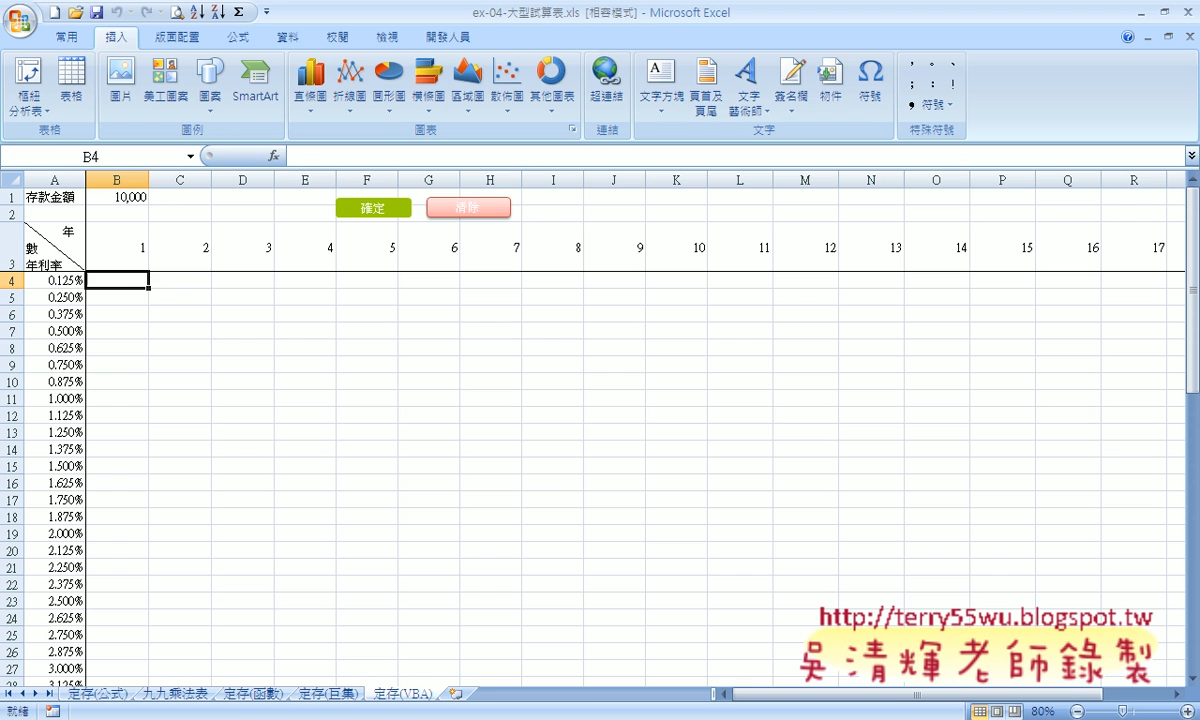 ex-04-大型試算表.xls [相容模式] - Microsoft Excel
常用 插入 版面配置 公式 資料 校閱 檢視 開發人員
樞紐分析表 表格 圖片 美工圖案 圖案 SmartArt 直條圖 折線圖 圓形圖 橫條圖 區域圖 散佈圖 其他圖表 超連結 文字方塊 頁首及頁尾 文字藝術師 簽名欄 物件 符號 符號
表格 圖例 圖表 連結 文字 特殊符號
B4 fx
A B C D E F G H I J K L M N O P Q R
1 存款金額 10,000 確定 清除
2
年
數
3 年利率 1 2 3 4 5 6 7 8 9 10 11 12 13 14 15 16 17
4 0.125%
5 0.250%
6 0.375%
7 0.500%
8 0.625%
9 0.750%
10 0.875%
11 1.000%
12 1.125%
13 1.250%
14 1.375%
15 1.500%
16 1.625%
17 1.750%
18 1.875%
19 2.000%
20 2.125%
21 2.250%
22 2.375%
23 2.500%
24 2.625%
25 2.750%
26 2.875%
27 3.000%
28 3.125%
http://terry55wu.blogspot.tw
吳清輝老師錄製
定存(公式) 九九乘法表 定存(函數) 定存(巨集) 定存(VBA)
就緒 80%